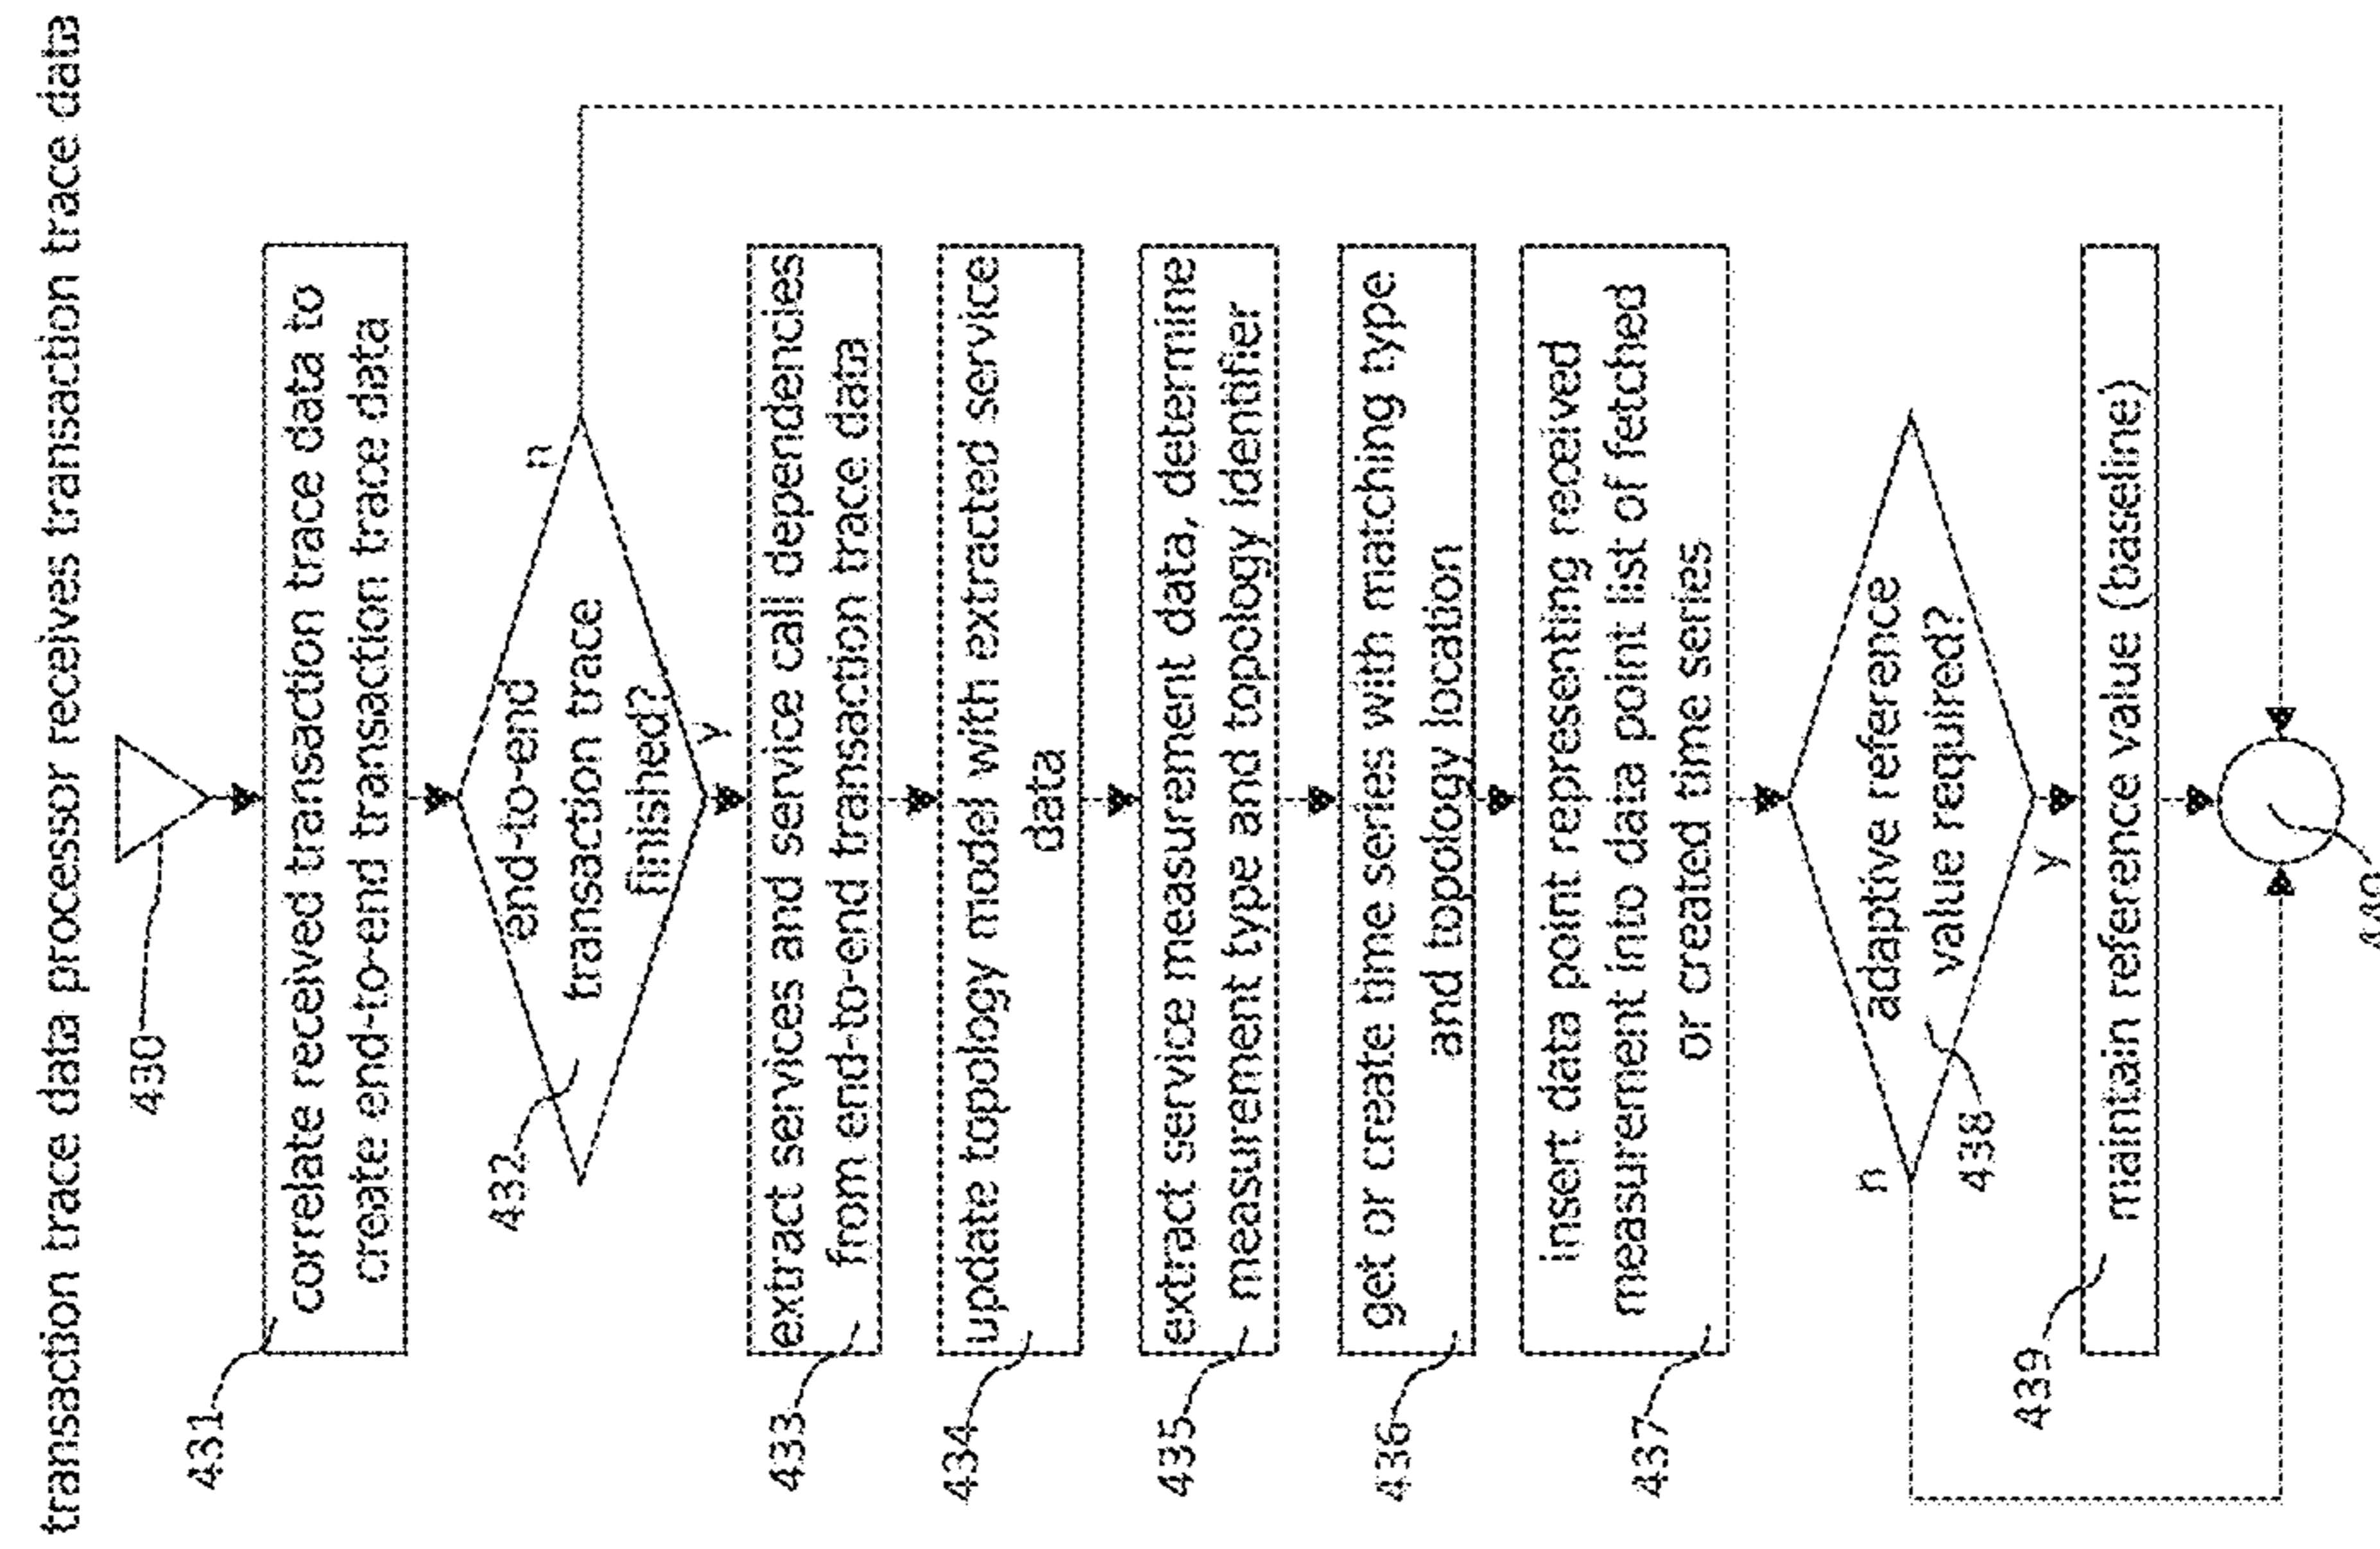 transaction trace data processor receives transaction trace data
430
431
correlate received transaction trace data to
create end-to-end transaction trace data
432
end-to-end
transaction trace
finished?
n
y
433
extract services and service call dependencies
from end-to-end transaction trace data
434
update topology model with extracted service
data
435
extract service measurement data, determine
measurement type and topology identifier
436
get or create time series with matching type
and topology location
437
insert data point representing received
measurement into data point list of fetched
or created time series
n
438
adaptive reference
value required?
y
439
maintain reference value (baseline)